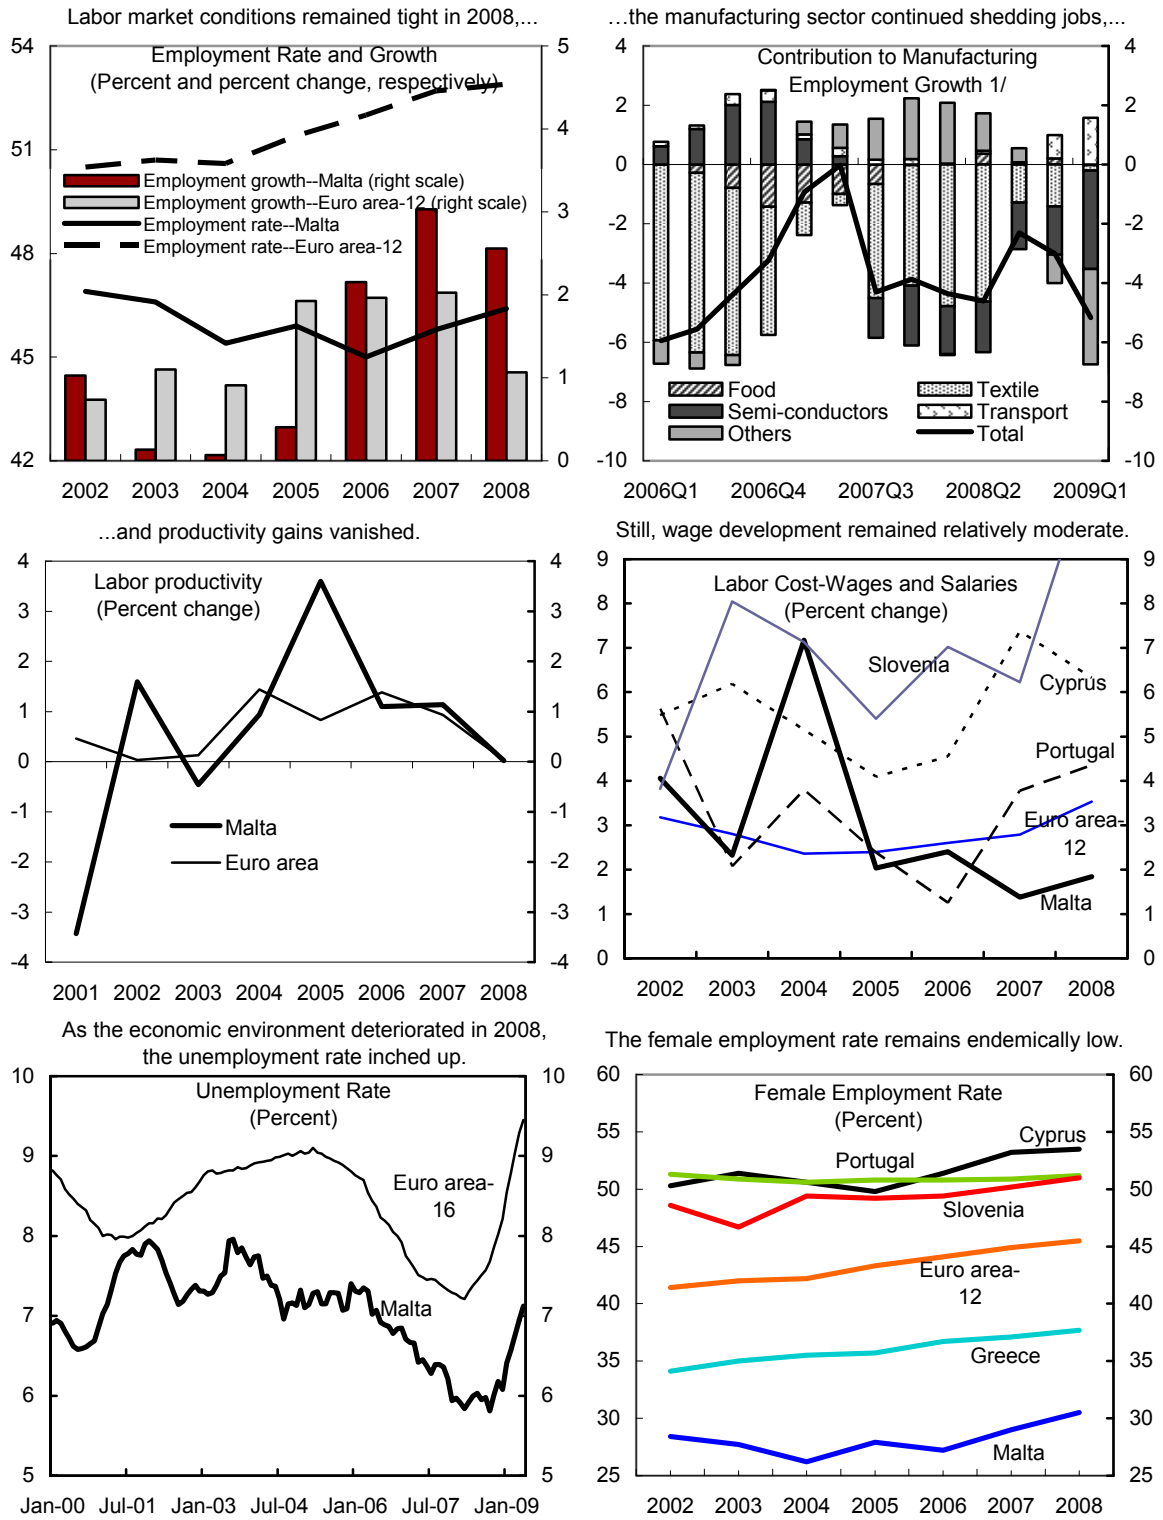 Labor market conditions remained tight in 2008,...
Employment Rate and Growth
(Percent and percent change, respectively)
54
51
48
45
42
5
4
3
2
1
0
Employment growth--Malta (right scale)
Employment growth--Euro area-12 (right scale)
Employment rate--Malta
Employment rate--Euro area-12
2002 2003 2004 2005 2006 2007 2008
…the manufacturing sector continued shedding jobs,...
Contribution to Manufacturing
Employment Growth 1/
4
2
0
-2
-4
-6
-8
-10
4
2
0
-2
-4
-6
-8
-10
Food Textile
Semi-conductors Transport
Others Total
2006Q1 2006Q4 2007Q3 2008Q2 2009Q1
...and productivity gains vanished.
Labor productivity
(Percent change)
4
3
2
1
0
-1
-2
-3
-4
4
3
2
1
0
-1
-2
-3
-4
Malta
Euro area
2001 2002 2003 2004 2005 2006 2007 2008
Still, wage development remained relatively moderate.
Labor Cost-Wages and Salaries
(Percent change)
9
8
7
6
5
4
3
2
1
0
9
8
7
6
5
4
3
2
1
0
Slovenia
Cyprus
Portugal
Euro area-
12
Malta
2002 2003 2004 2005 2006 2007 2008
As the economic environment deteriorated in 2008,
the unemployment rate inched up.
Unemployment Rate
(Percent)
10
9
8
7
6
5
10
9
8
7
6
5
Euro area-
16
Malta
Jan-00 Jul-01 Jan-03 Jul-04 Jan-06 Jul-07 Jan-09
The female employment rate remains endemically low.
Female Employment Rate
(Percent)
60
55
50
45
40
35
30
25
60
55
50
45
40
35
30
25
Cyprus
Portugal
Slovenia
Euro area-
12
Greece
Malta
2002 2003 2004 2005 2006 2007 2008